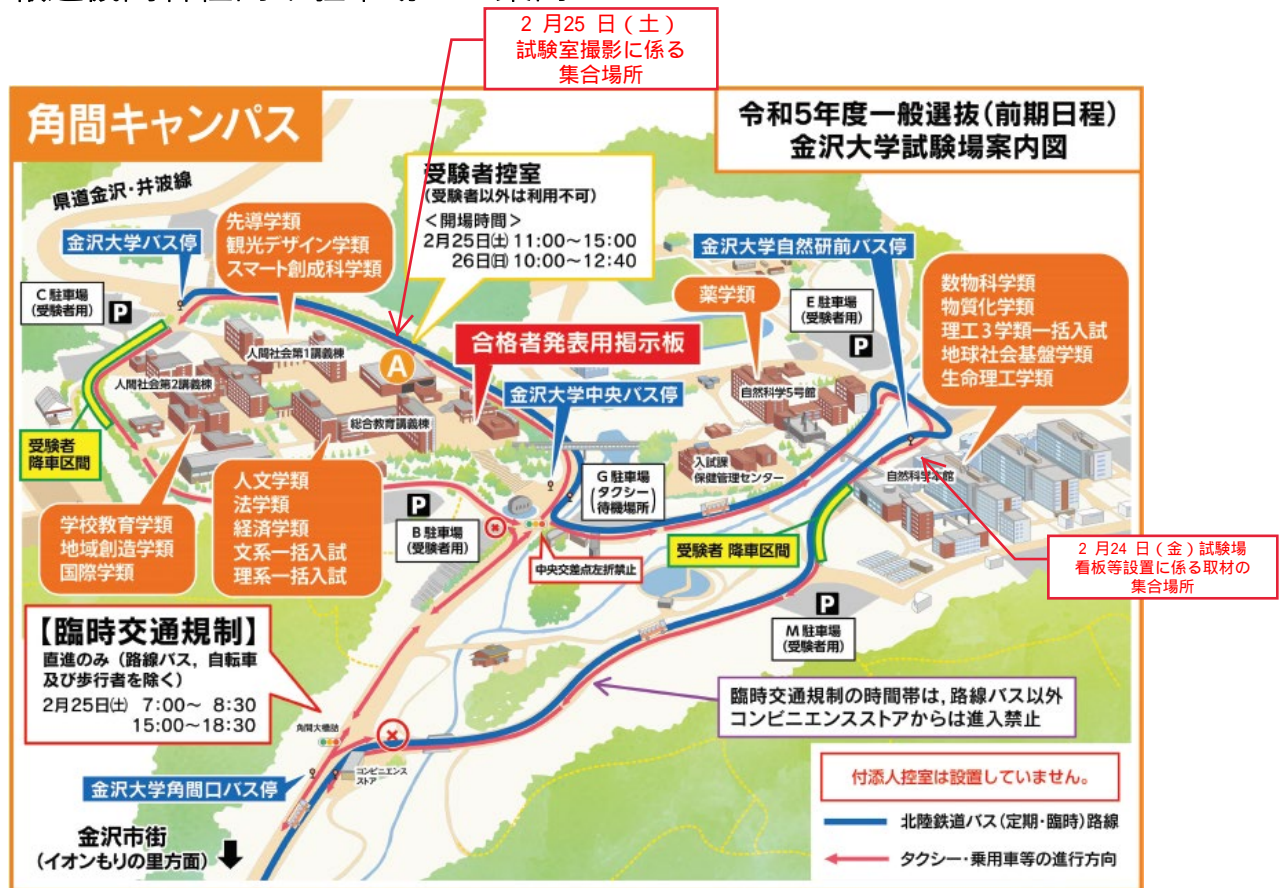 2 月25 日(土)
試験室撮影に係る
集合場所
角間キャンパス
令和5年度一般選抜(前期日程)
金沢大学試験場案内図
県道金沢・井波線
受験者控室
(受験者以外は利用不可)
<開場時間>
2月25日㈯ 11:00~15:00
26日㈰ 10:00~12:40
先導学類
観光デザイン学類
スマート創成科学類
金沢大学バス停
金沢大学自然研前バス停
C 駐車場
(受験者用)
P
薬学類
E 駐車場
(受験者用)
P
数物科学類
物質化学類
理工3学類一括入試
地球社会基盤学類
生命理工学類
人間社会第1講義棟
A
合格者発表用掲示板
人間社会第2講義棟
金沢大学中央バス停
自然科学5号館
総合教育講義棟
受験者
降車区間
入試課
保健管理センター
自然科学本館
G 駐車場
(タクシー
待機場所)
人文学類
法学類
経済学類
文系一括入試
理系一括入試
学校教育学類
地域創造学類
国際学類
P
B 駐車場
(受験者用)
受験者 降車区間
中央交差点左折禁止
2 月24 日(金)試験場
看板等設置に係る取材の
集合場所
P
M 駐車場
(受験者用)
【臨時交通規制】
直進のみ(路線バス,自転車
及び歩行者を除く)
2月25日㈯ 7:00~ 8:30
15:00~18:30
臨時交通規制の時間帯は,路線バス以外
コンビニエンスストアからは進入禁止
角間大橋詰
コンビニエンス
ストア
金沢大学角間口バス停
付添人控室は設置していません。
金沢市街
(イオンもりの里方面)
北陸鉄道バス(定期・臨時)路線
タクシー・乗用車等の進行方向